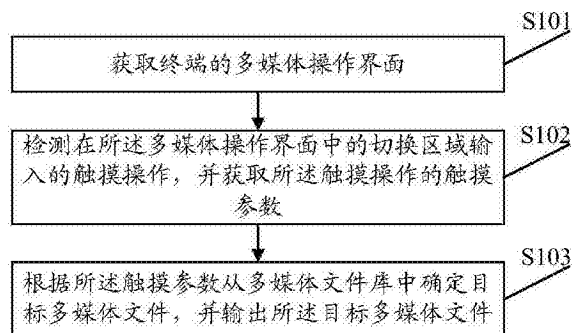 S101
获取终端的多媒体操作界面
S102
检测在所述多媒体操作界面中的切换区域输
入的触摸操作，并获取所述触摸操作的触摸
参数
S103
根据所述触摸参数从多媒体文件库中确定目
标多媒体文件，并输出所述目标多媒体文件